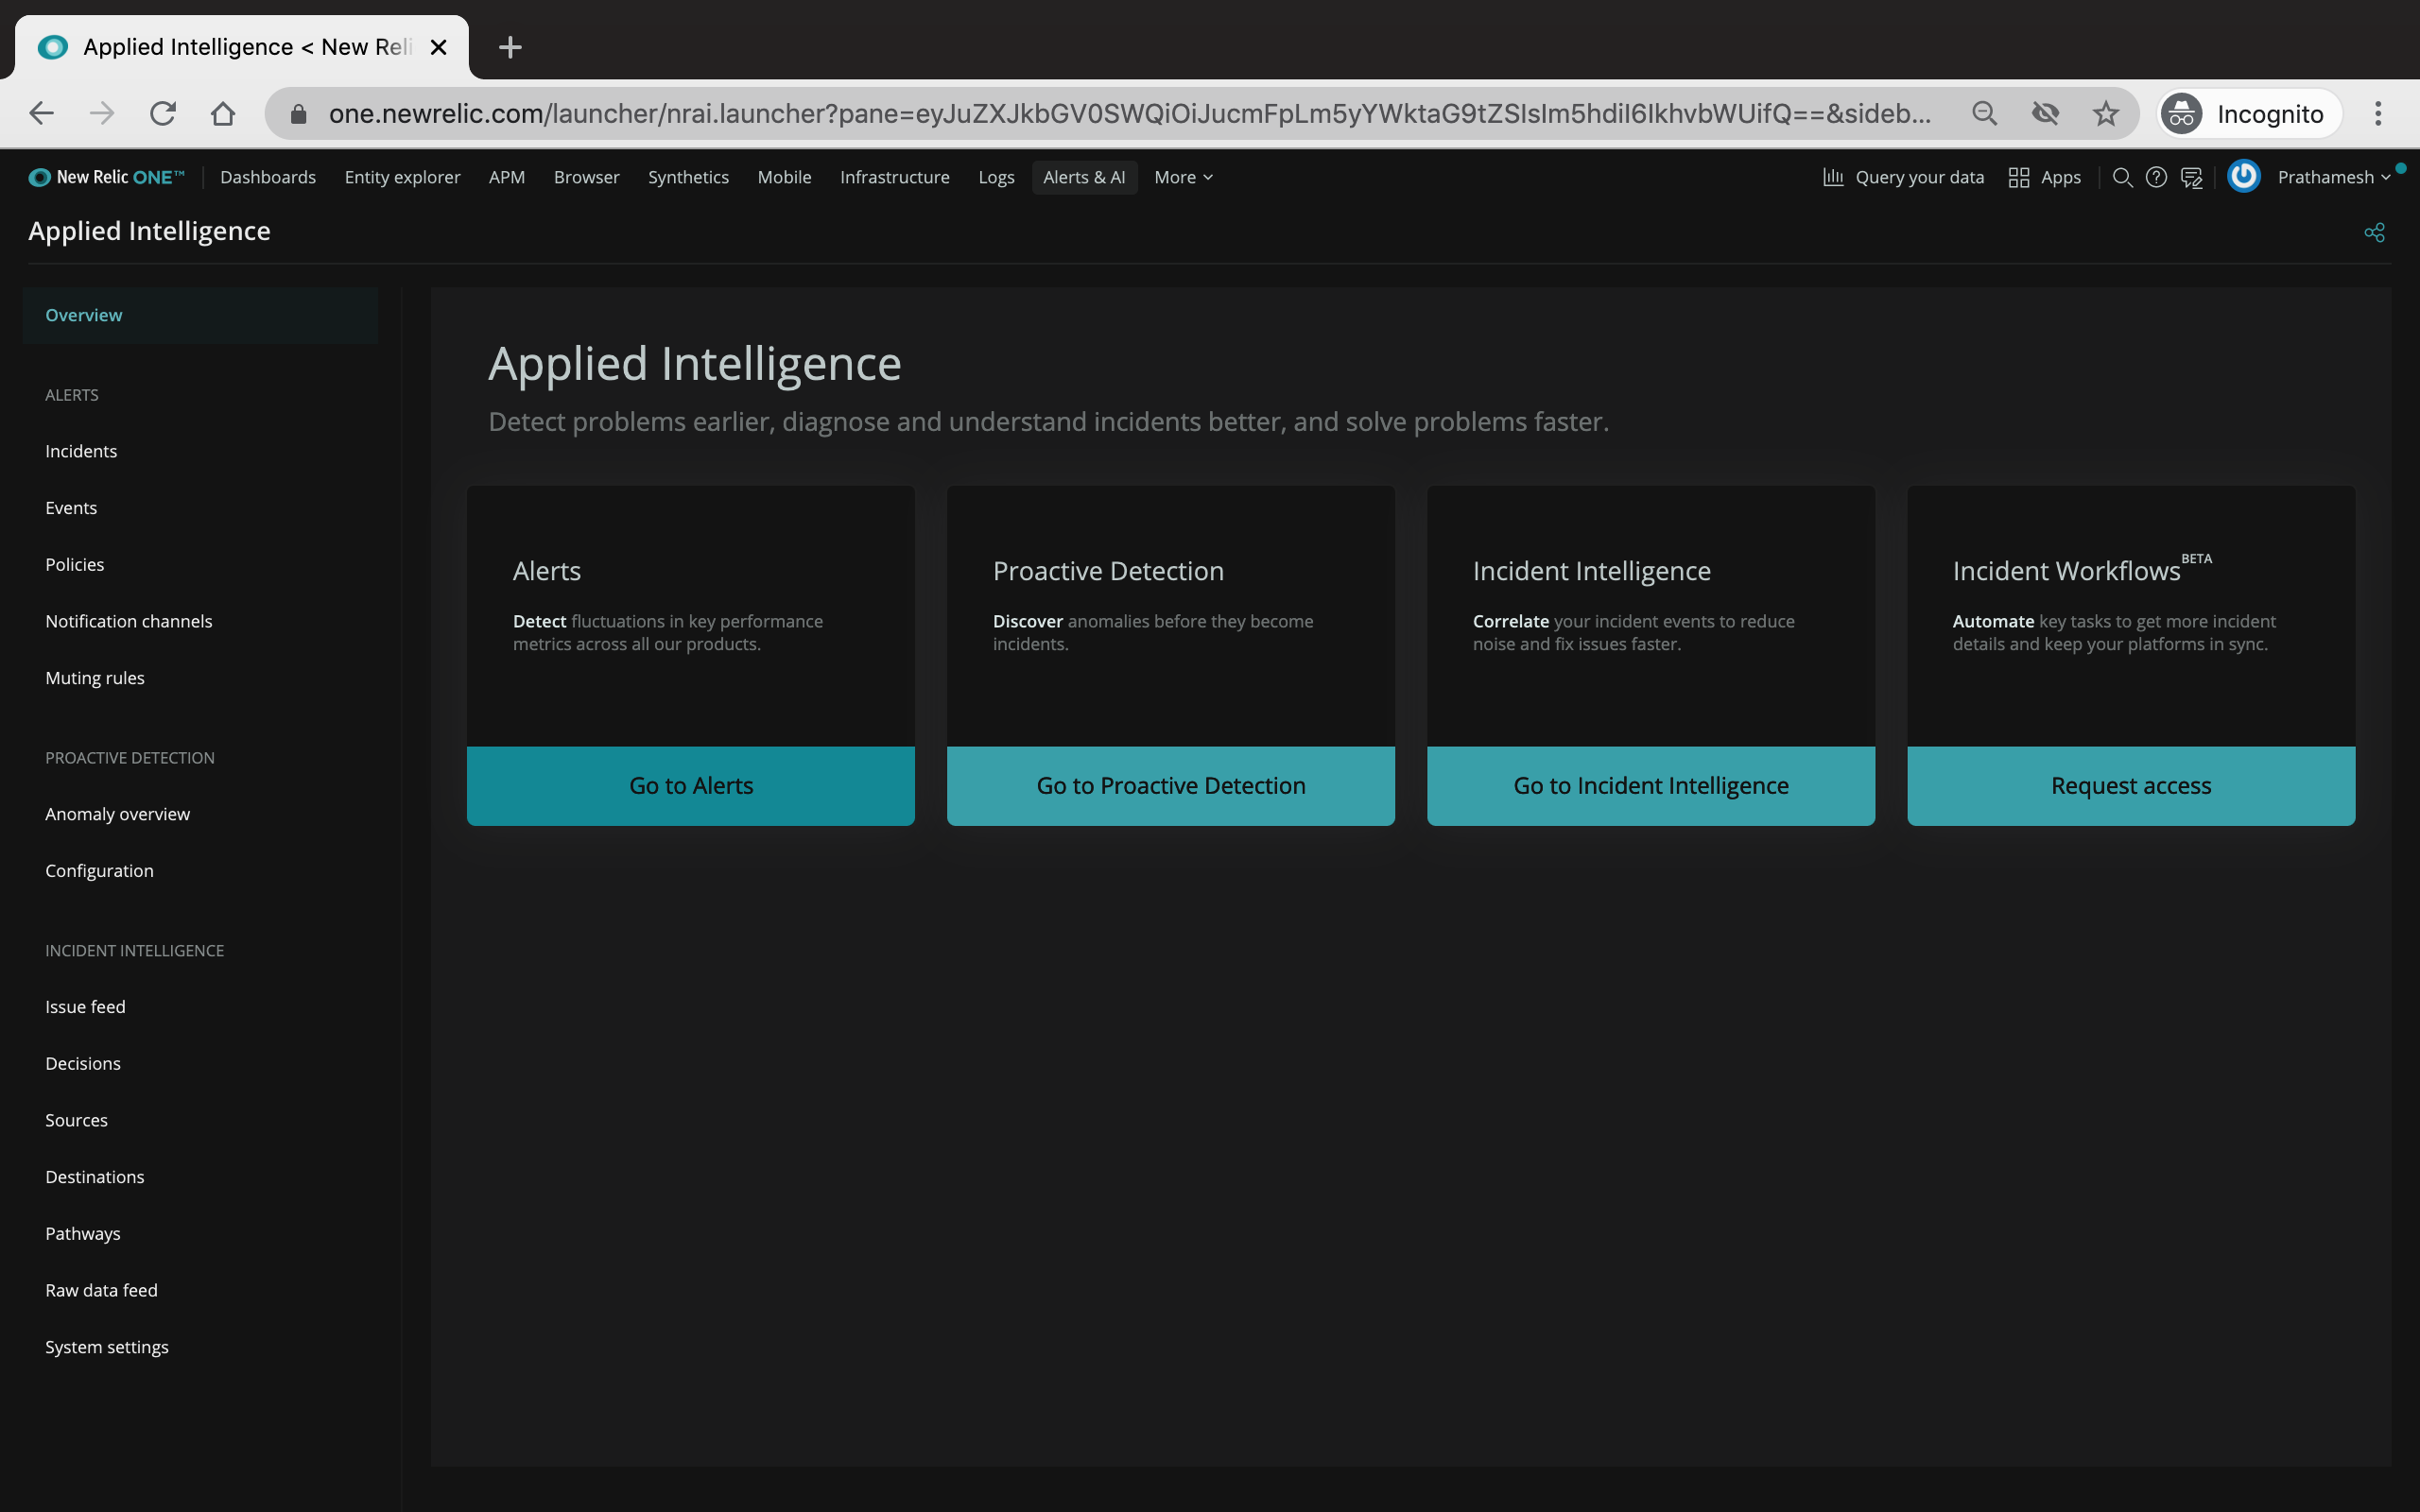 Applied Intelligence < New Reli
one.newrelic.com/launcher/nrai.launcher?pane=eyJuZXJkbGV0SWQiOiJucmFpLm5yYWktaG9tZSIsIm5hdiI6IkhvbWUifQ==&sideb...
Incognito
New Relic ONE™ Dashboards Entity explorer APM Browser Synthetics Mobile Infrastructure Logs Alerts & AI More Query your data Apps Prathamesh
Applied Intelligence
Overview
ALERTS
Incidents
Events
Policies
Notification channels
Muting rules
PROACTIVE DETECTION
Anomaly overview
Configuration
INCIDENT INTELLIGENCE
Issue feed
Decisions
Sources
Destinations
Pathways
Raw data feed
System settings
Applied Intelligence
Detect problems earlier, diagnose and understand incidents better, and solve problems faster.
Alerts
Detect fluctuations in key performance
metrics across all our products.
Go to Alerts
Proactive Detection
Discover anomalies before they become
incidents.
Go to Proactive Detection
Incident Intelligence
Correlate your incident events to reduce
noise and fix issues faster.
Go to Incident Intelligence
Incident Workflows BETA
Automate key tasks to get more incident
details and keep your platforms in sync.
Request access